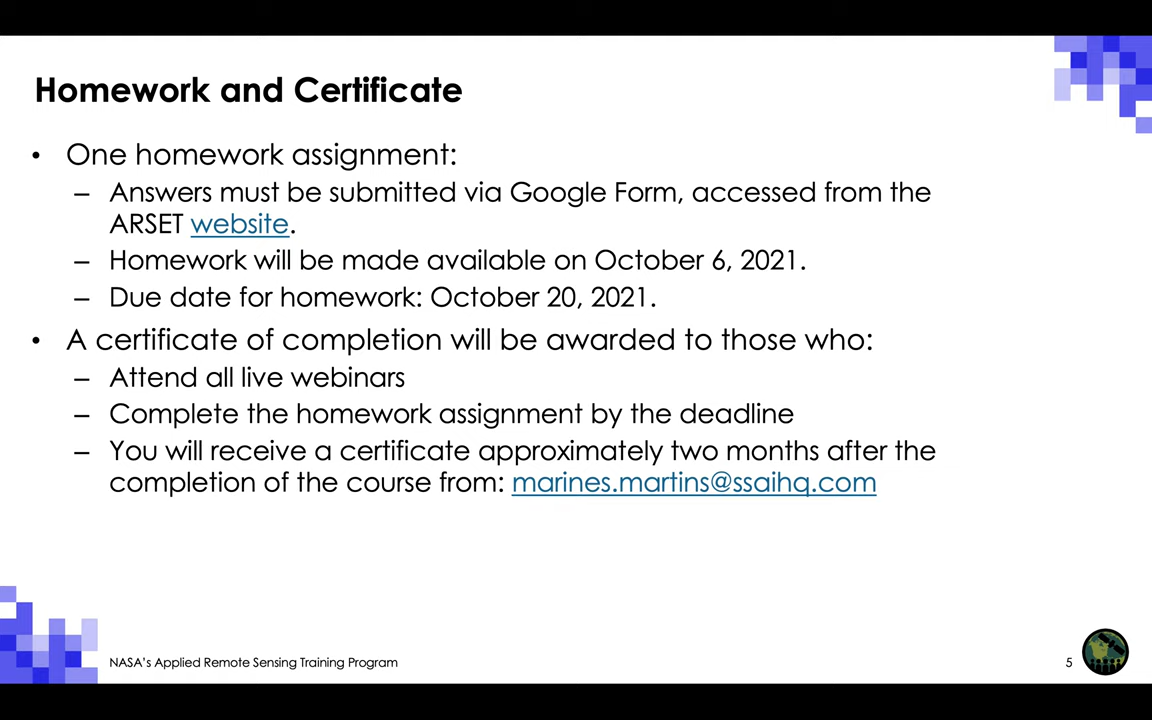 Homework and Certificate
• One homework assignment:
– Answers must be submitted via Google Form, accessed from the
ARSET website.
– Homework will be made available on October 6, 2021.
– Due date for homework: October 20, 2021.
• A certificate of completion will be awarded to those who:
– Attend all live webinars
– Complete the homework assignment by the deadline
– You will receive a certificate approximately two months after the
completion of the course from: marines.martins@ssaihq.com
NASA's Applied Remote Sensing Training Program
5